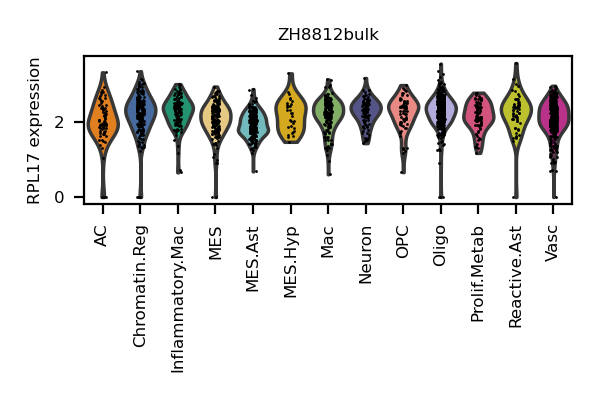 ZH8812bulk
RPL17 expression
2
0
AC
Chromatin.Reg
Inflammatory.Mac
MES
MES.Ast
MES.Hyp
Mac
Neuron
OPC
Oligo
Prolif.Metab
Reactive.Ast
Vasc